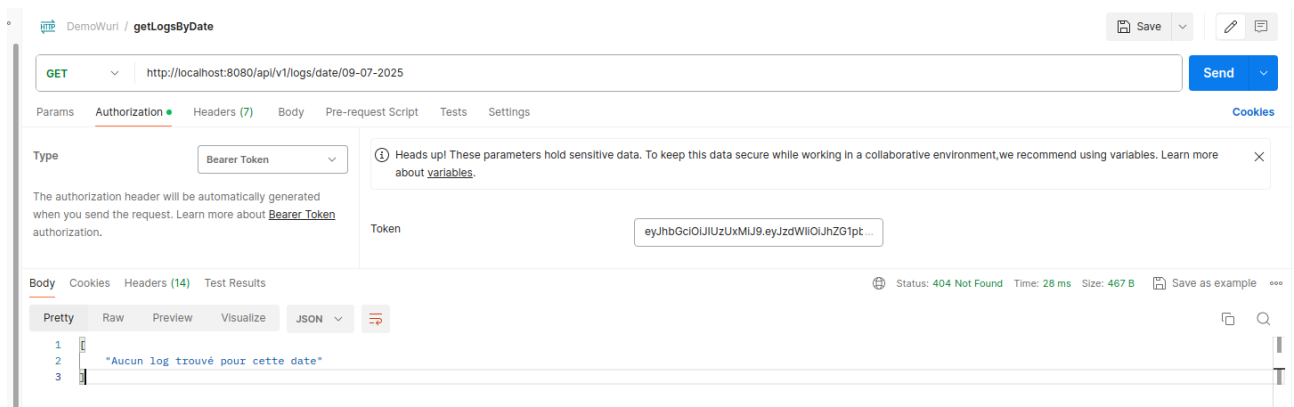 HTTP DemoWuri / getLogsByDate Save
GET http://localhost:8080/api/v1/logs/date/09-07-2025 Send
Params Authorization Headers (7) Body Pre-request Script Tests Settings Cookies
Type Bearer Token
The authorization header will be automatically generated
when you send the request. Learn more about Bearer Token
authorization.
Heads up! These parameters hold sensitive data. To keep this data secure while working in a collaborative environment,we recommend using variables. Learn more
about variables.
Token eyJhbGciOiJIUzUxMiJ9.eyJzdWIiOiJhZG1pb...
Body Cookies Headers (14) Test Results Status: 404 Not Found Time: 28 ms Size: 467 B Save as example
Pretty Raw Preview Visualize JSON
1 [
2 "Aucun log trouvé pour cette date"
3 ]